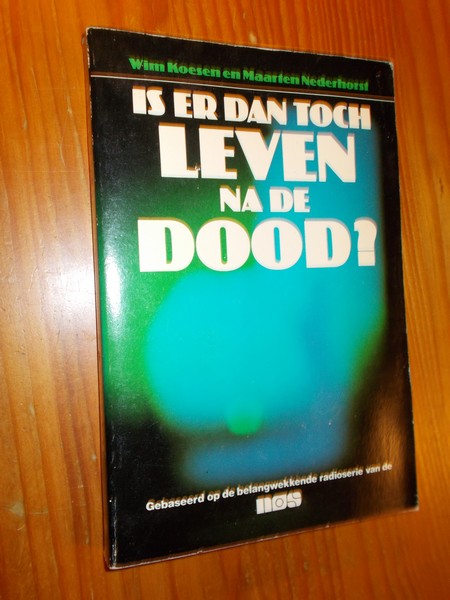 Wim Koesen en Maarten Nederhorst
IS ER DAN TOCH
LEVEN
NA DE
DOOD?
Gebaseerd op de belangwekkende radioserie van de
nos